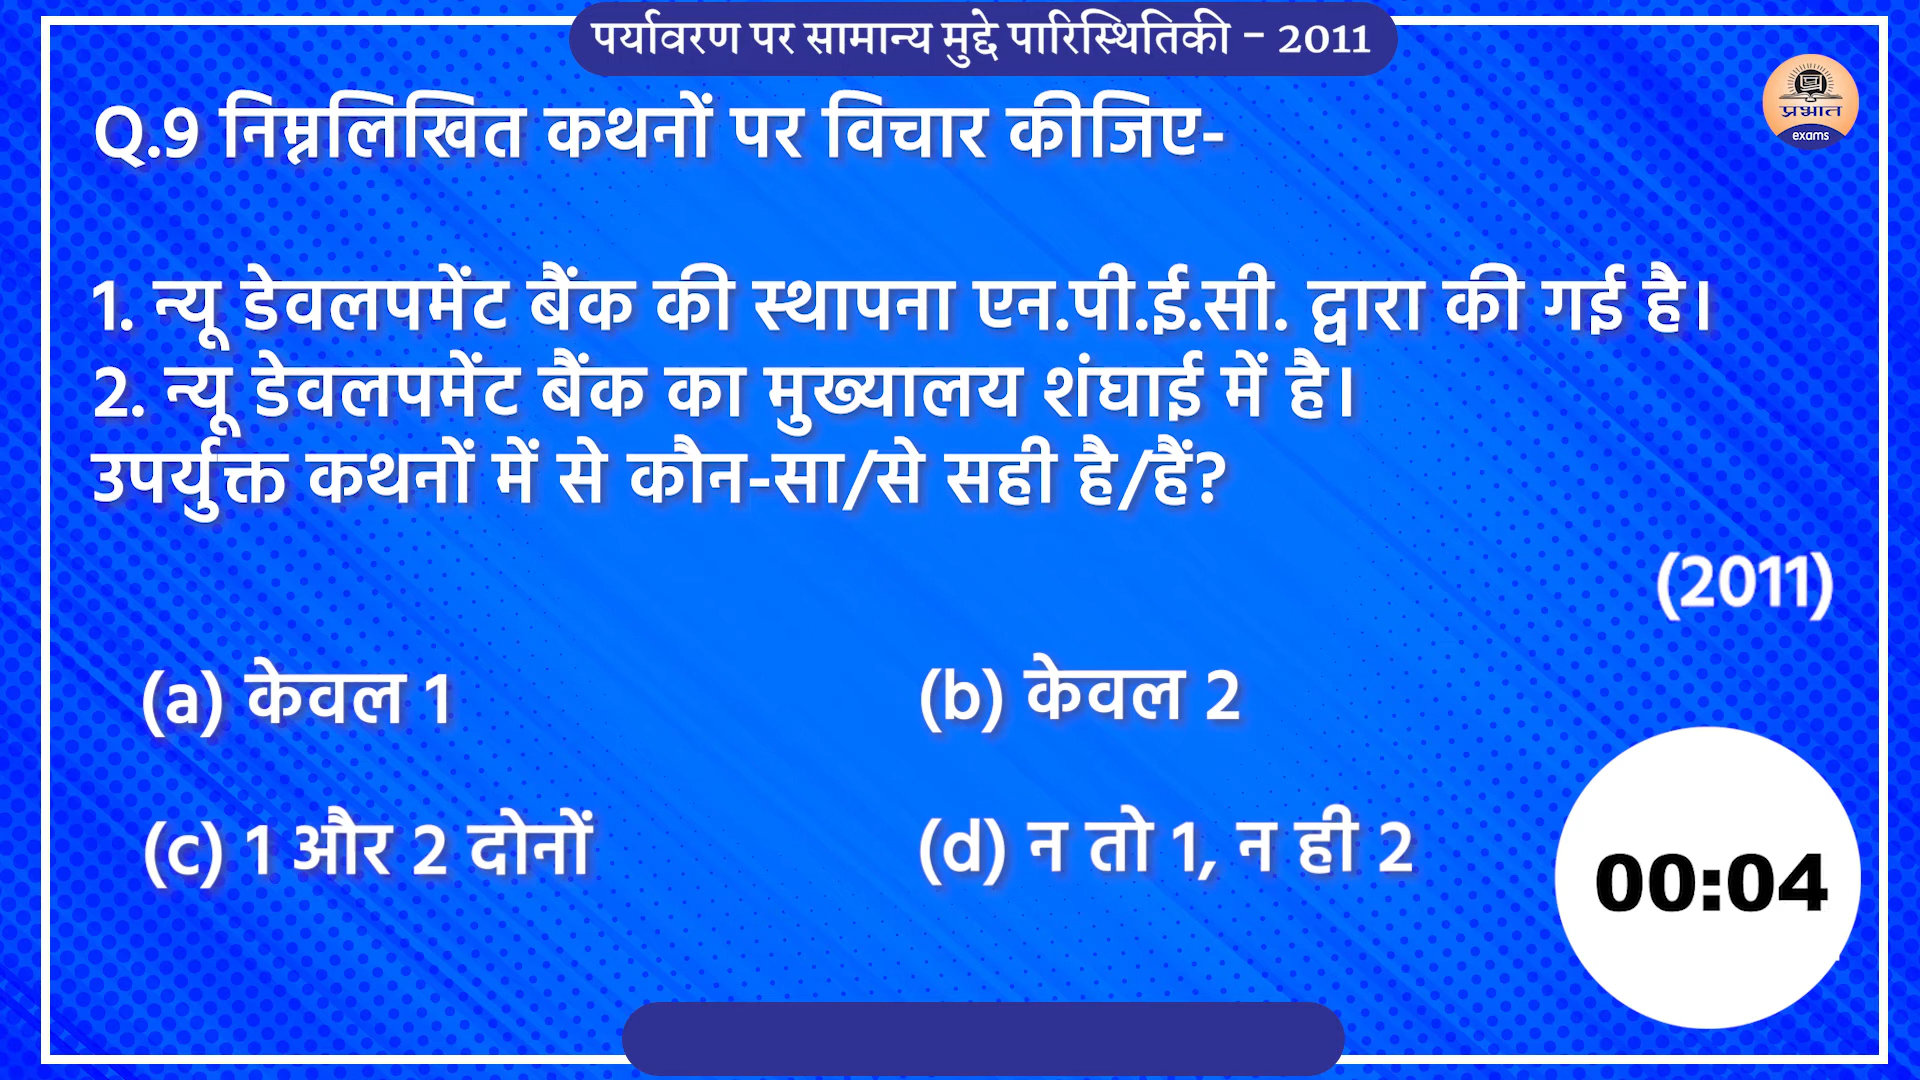 पर्यावरण पर सामान्य मुद्दे पारिस्थितिकी – 2011
प्रभात
exams
Q.9 निम्नलिखित कथनों पर विचार कीजिए-
1. न्यू डेवलपमेंट बैंक की स्थापना एन.पी.ई.सी. द्वारा की गई है।
2. न्यू डेवलपमेंट बैंक का मुख्यालय शंघाई में है।
उपर्युक्त कथनों में से कौन-सा/से सही है/हैं?
(2011)
(a) केवल 1
(b) केवल 2
(c) 1 और 2 दोनों
(d) न तो 1, न ही 2
00:04